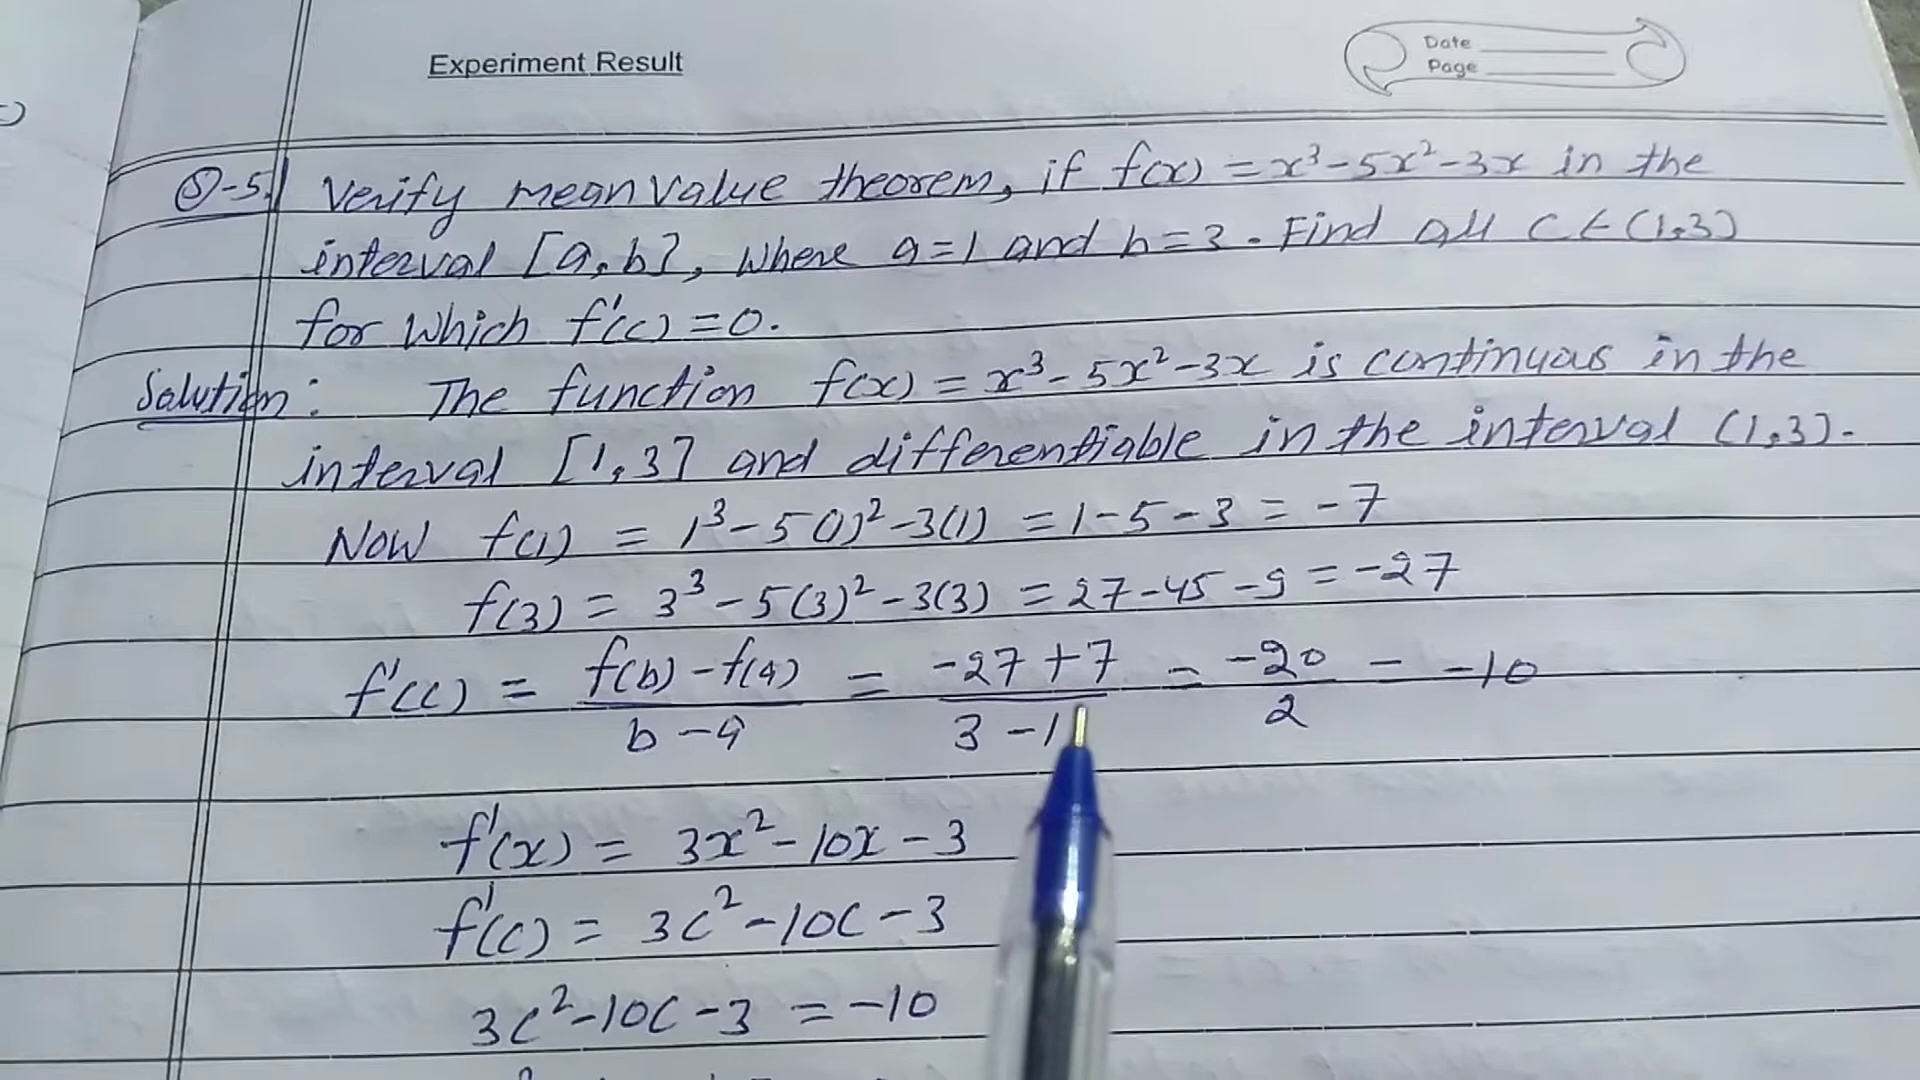 Experiment Result
Date
Page
Q-5. Verify mean value theorem, if f(x) = x³-5x²-3x in the
interval [a, b], where a=1 and b=3. Find all c ∈ (1,3)
for which f'(c) = 0.
Solution: The function f(x) = x³-5x²-3x is continuous in the
interval [1,3] and differentiable in the interval (1,3).
Now f(1) = 1³-5(1)²-3(1) = 1-5-3 = -7
f(3) = 3³-5(3)²-3(3) = 27-45-9 = -27
f'(c) = f(b)-f(a) / b-a = -27+7 / 3-1 = -20 / 2 = -10
f'(x) = 3x²-10x-3
f'(c) = 3c²-10c-3
3c²-10c-3 = -10